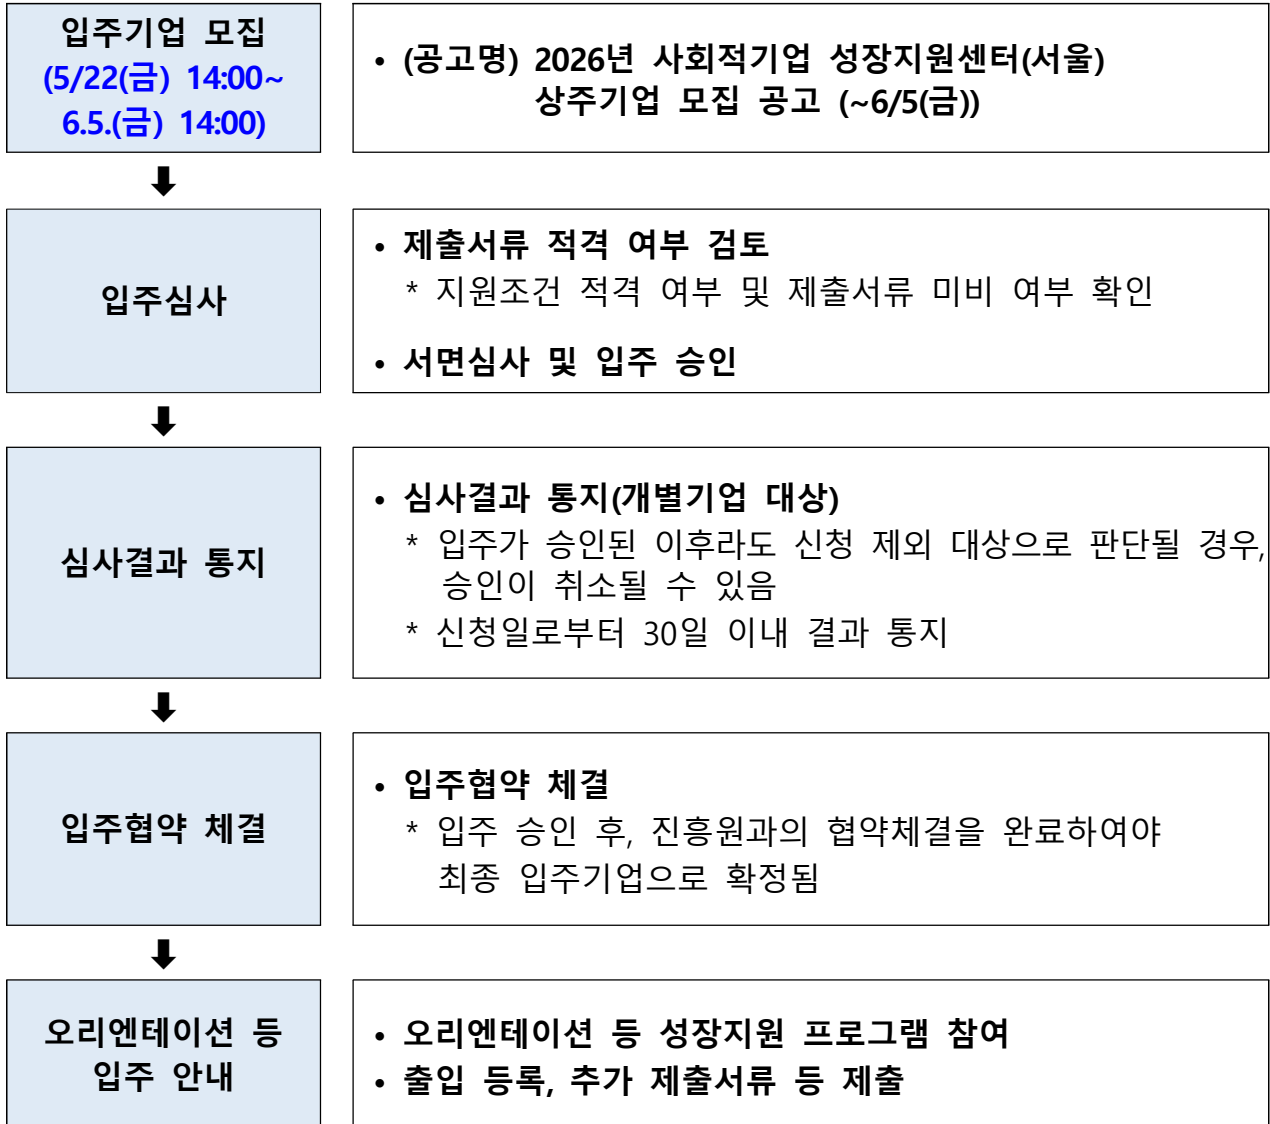 입주기업 모집
(5/22(금) 14:00~
6.5.(금) 14:00)
• (공고명) 2026년 사회적기업 성장지원센터(서울)
상주기업 모집 공고 (~6/5(금))
입주심사
• 제출서류 적격 여부 검토
* 지원조건 적격 여부 및 제출서류 미비 여부 확인
• 서면심사 및 입주 승인
심사결과 통지
• 심사결과 통지(개별기업 대상)
* 입주가 승인된 이후라도 신청 제외 대상으로 판단될 경우,
승인이 취소될 수 있음
* 신청일로부터 30일 이내 결과 통지
입주협약 체결
• 입주협약 체결
* 입주 승인 후, 진흥원과의 협약체결을 완료하여야
최종 입주기업으로 확정됨
오리엔테이션 등
입주 안내
• 오리엔테이션 등 성장지원 프로그램 참여
• 출입 등록, 추가 제출서류 등 제출